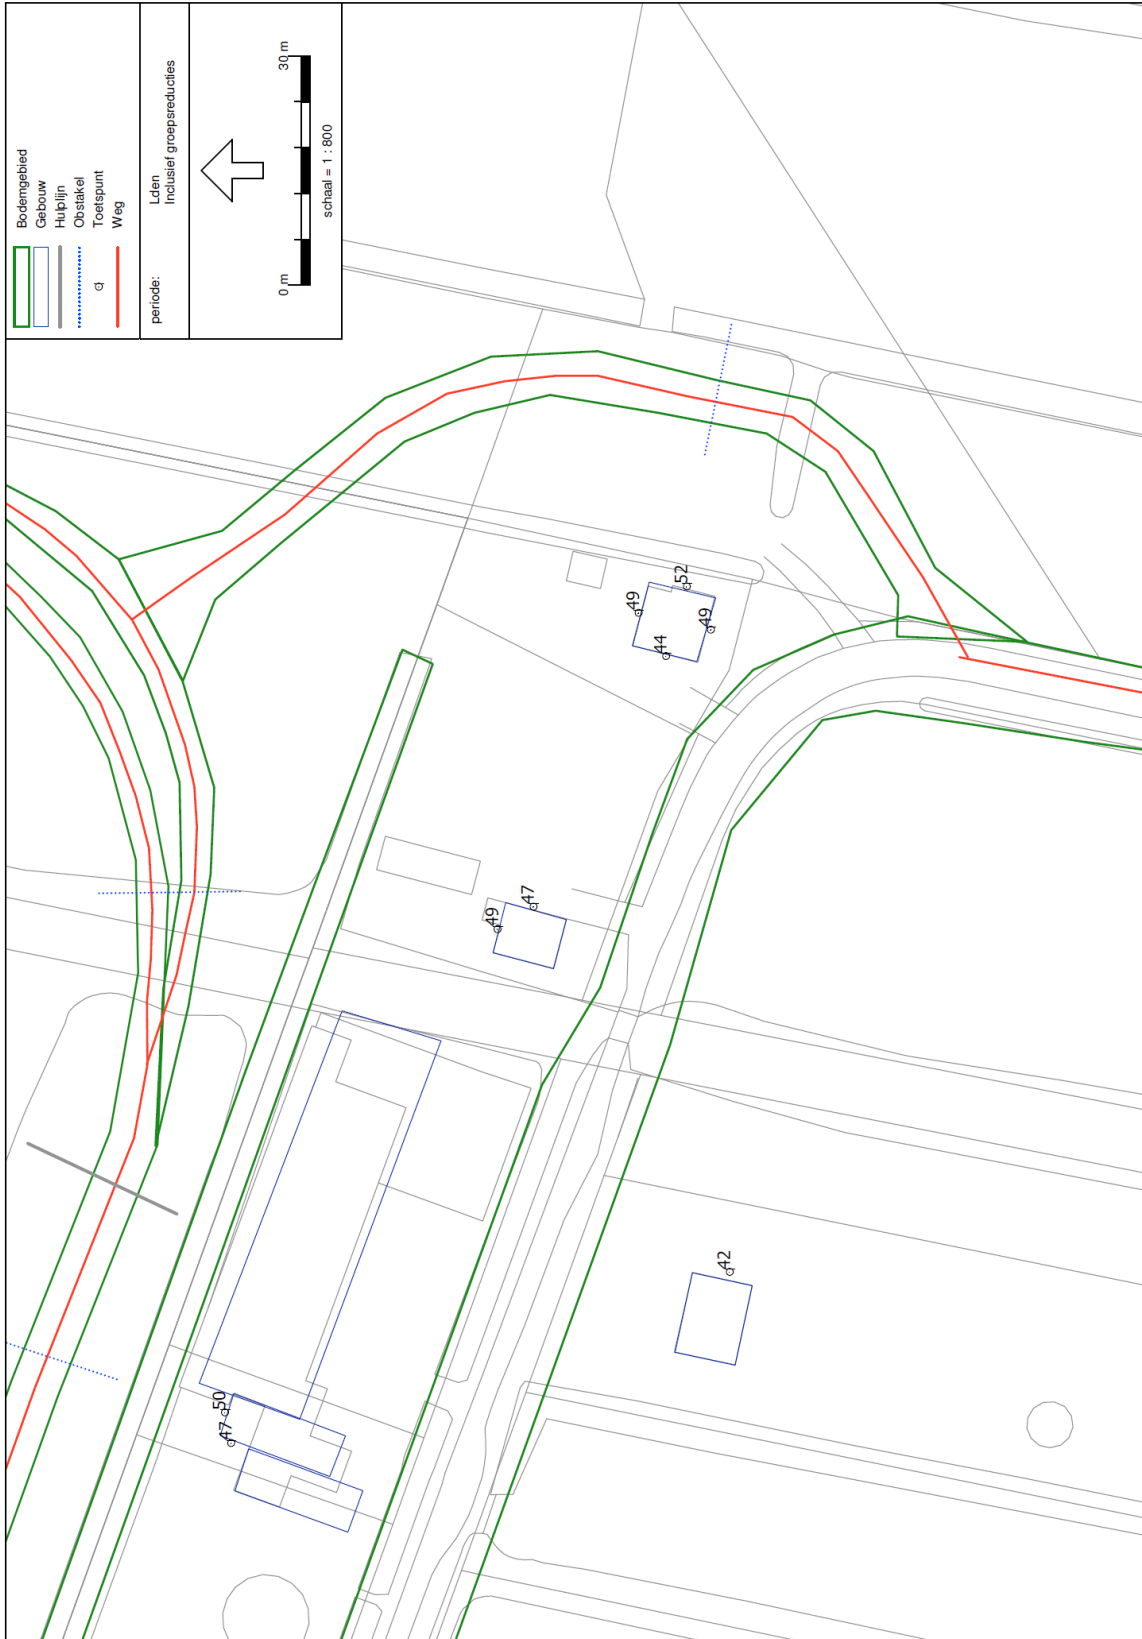 Bodemgebied
Gebouw
Hulplijn
Obstakel
Toetspunt
Weg
periode: Lden
Inclusief groepsreducties
0 m 30 m
schaal = 1 : 800
49
52
44
49
49
47
50
47
42